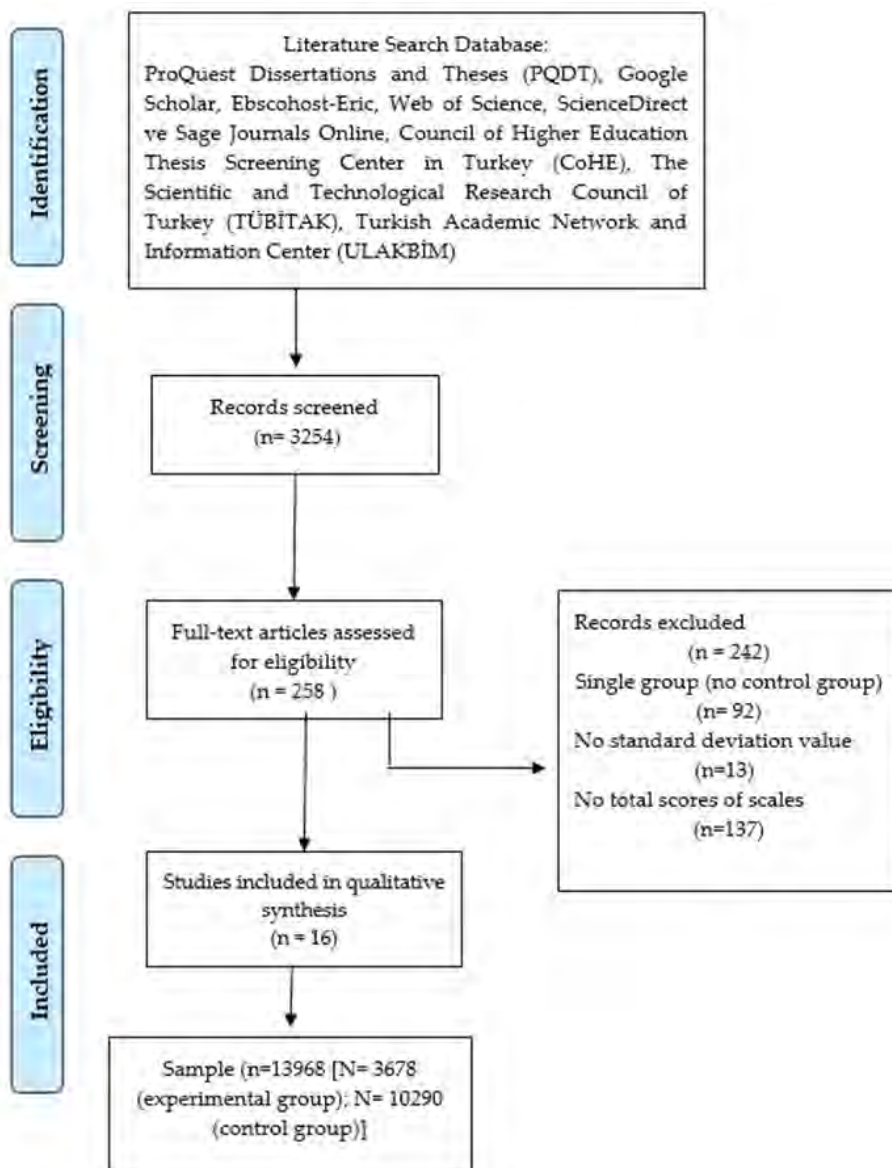 Identification
Literature Search Database:
ProQuest Dissertations and Theses (PQDT), Google
Scholar, Ebscohost-Eric, Web of Science, ScienceDirect
ve Sage Journals Online, Council of Higher Education
Thesis Screening Center in Turkey (CoHE), The
Scientific and Technological Research Council of
Turkey (TÜBİTAK), Turkish Academic Network and
Information Center (ULAKBİM)
Screening
Records screened
(n= 3254)
Eligibility
Full-text articles assessed
for eligibility
(n = 258 )
Records excluded
(n = 242)
Single group (no control group)
(n= 92)
No standard deviation value
(n=13)
No total scores of scales
(n=137)
Included
Studies included in qualitative
synthesis
(n = 16)
Sample (n=13968 [N= 3678
(experimental group); N= 10290
(control group)]